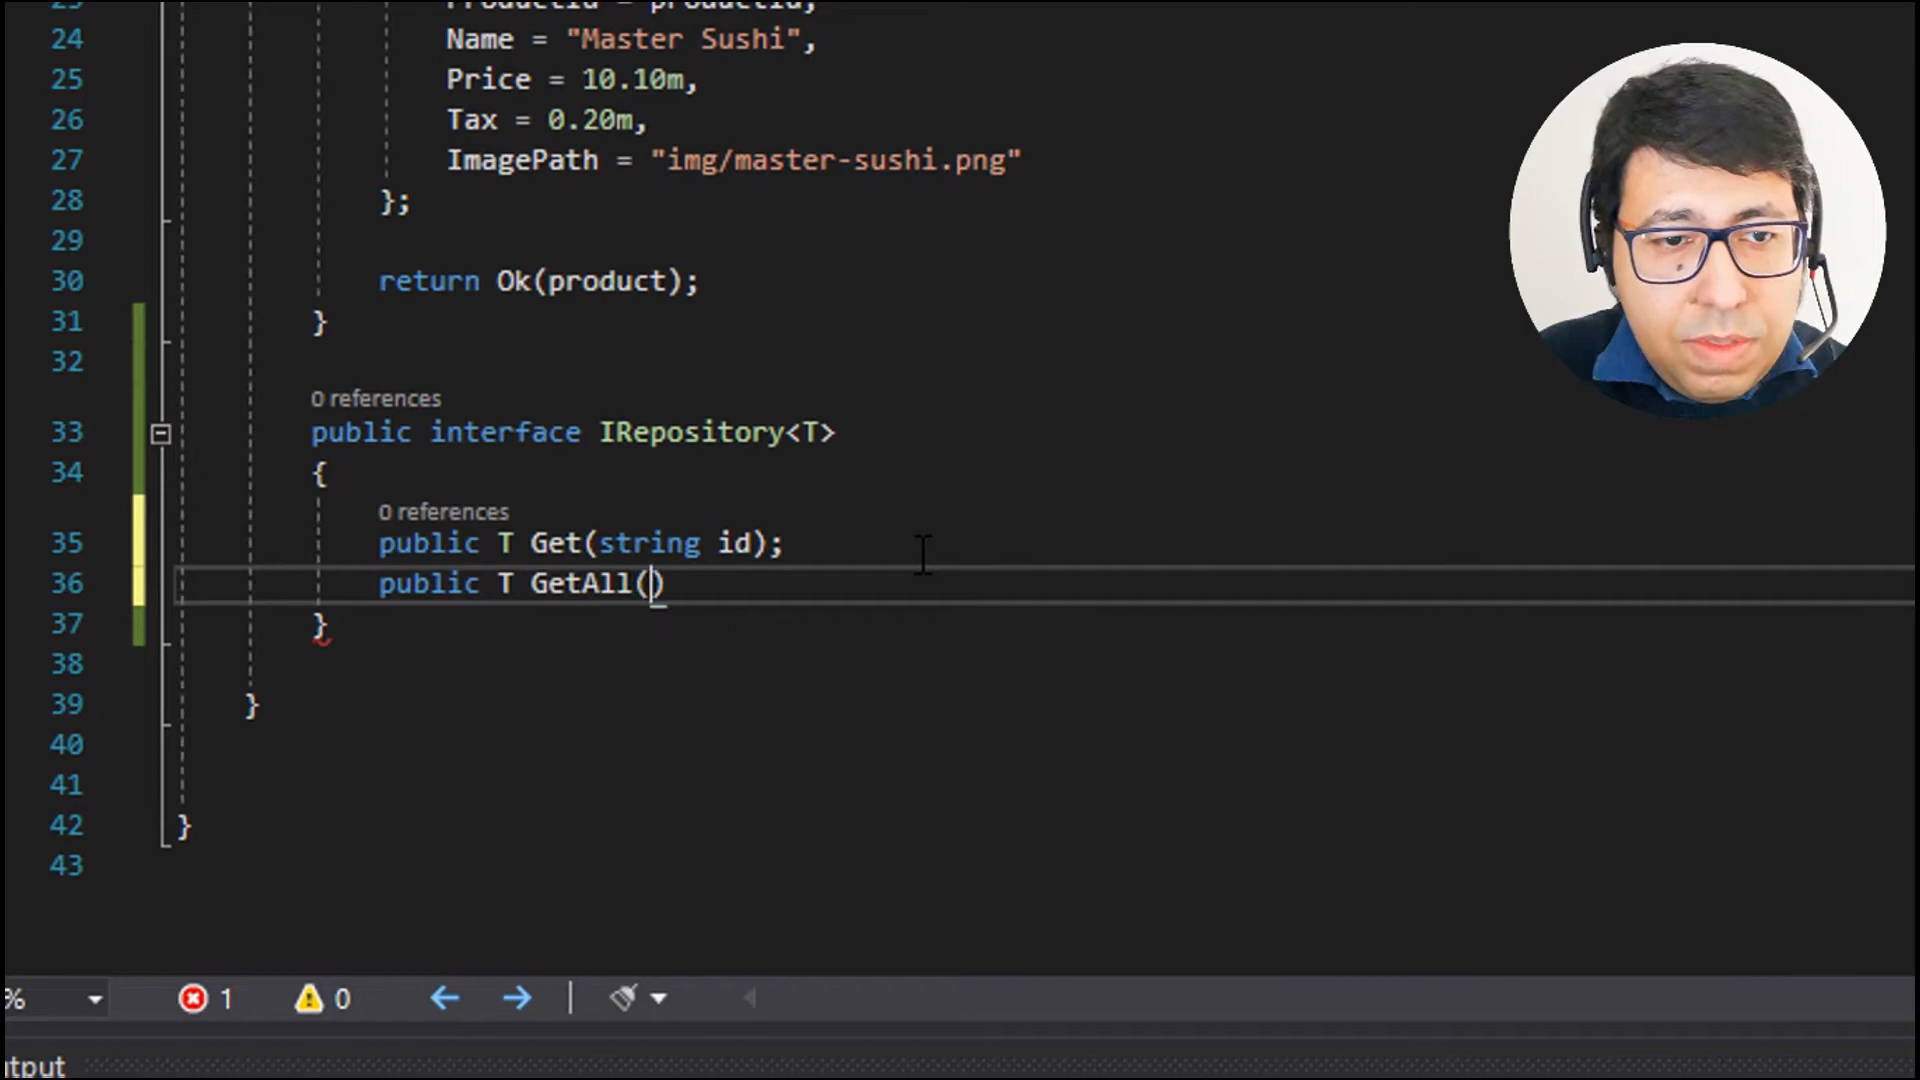 24 Name = "Master Sushi",
25 Price = 10.10m,
26 Tax = 0.20m,
27 ImagePath = "img/master-sushi.png"
28 };
29
30 return Ok(product);
31 }
32
0 references
33 public interface IRepository<T>
34 {
0 references
35 public T Get(string id);
36 public T GetAll()
37 }
38
39 }
40
41
42 }
43
% 1 0